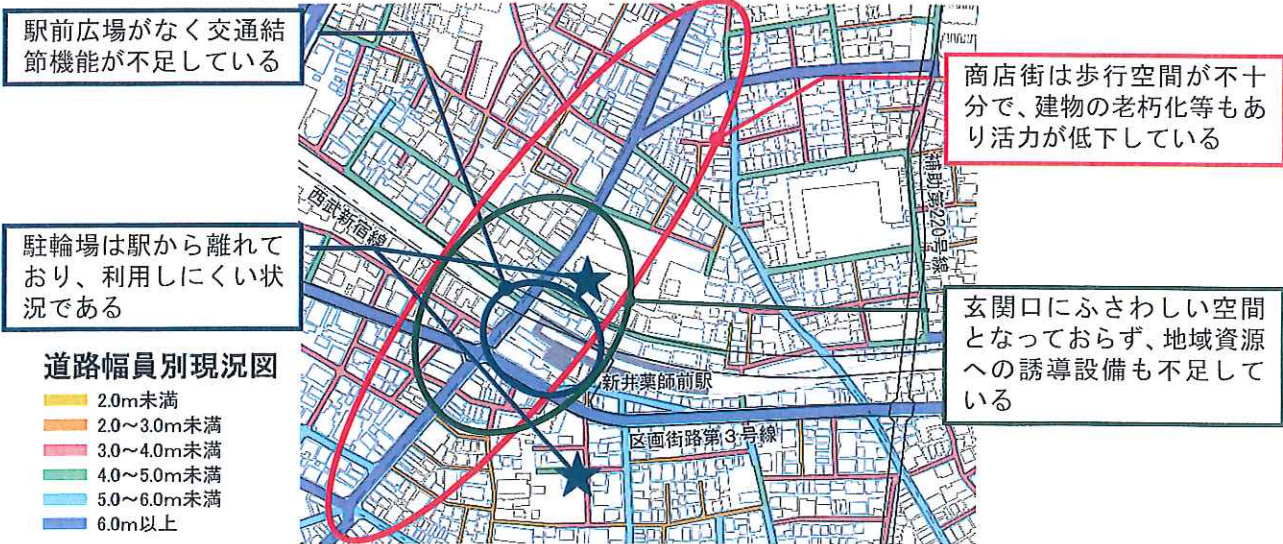 駅前広場がなく交通結
節機能が不足している
商店街は歩行空間が不十
分で、建物の老朽化等もあ
り活力が低下している
駐輪場は駅から離れて
おり、利用しにくい状
況である
玄関口にふさわしい空間
となっておらず、地域資源
への誘導設備も不足して
いる
西武新宿線
補助第220号線
新井薬師前駅
区画街路第3号線
道路幅員別現況図
2.0m未満
2.0～3.0m未満
3.0～4.0m未満
4.0～5.0m未満
5.0～6.0m未満
6.0m以上